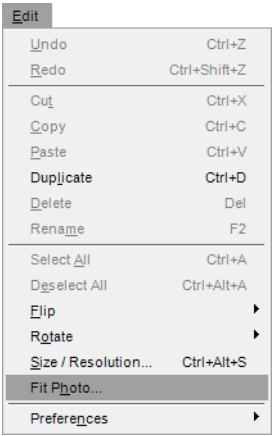 Edit
Undo Ctrl+Z
Redo Ctrl+Shift+Z
Cut Ctrl+X
Copy Ctrl+C
Paste Ctrl+V
Duplicate Ctrl+D
Delete Del
Rename F2
Select All Ctrl+A
Deselect All Ctrl+Alt+A
Flip
Rotate
Size / Resolution... Ctrl+Alt+S
Fit Photo...
Preferences